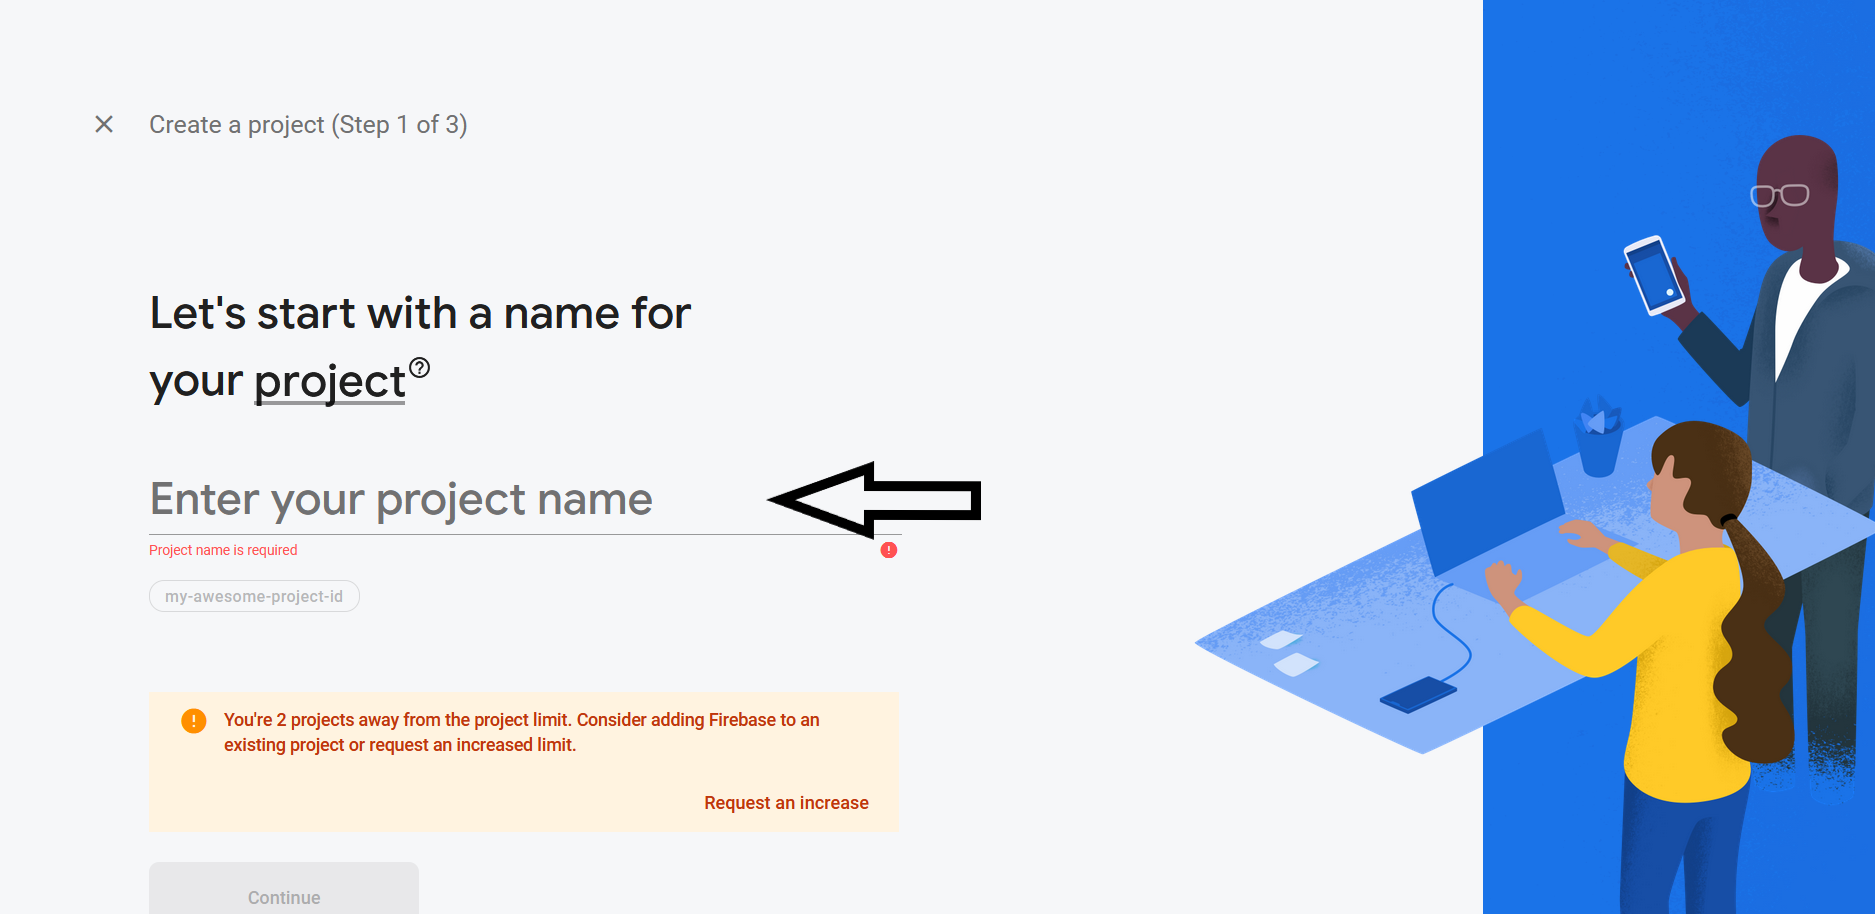 Create a project (Step 1 of 3)
Let's start with a name for
your project
Enter your project name
Project name is required
my-awesome-project-id
You're 2 projects away from the project limit. Consider adding Firebase to an
existing project or request an increased limit.
Request an increase
Continue